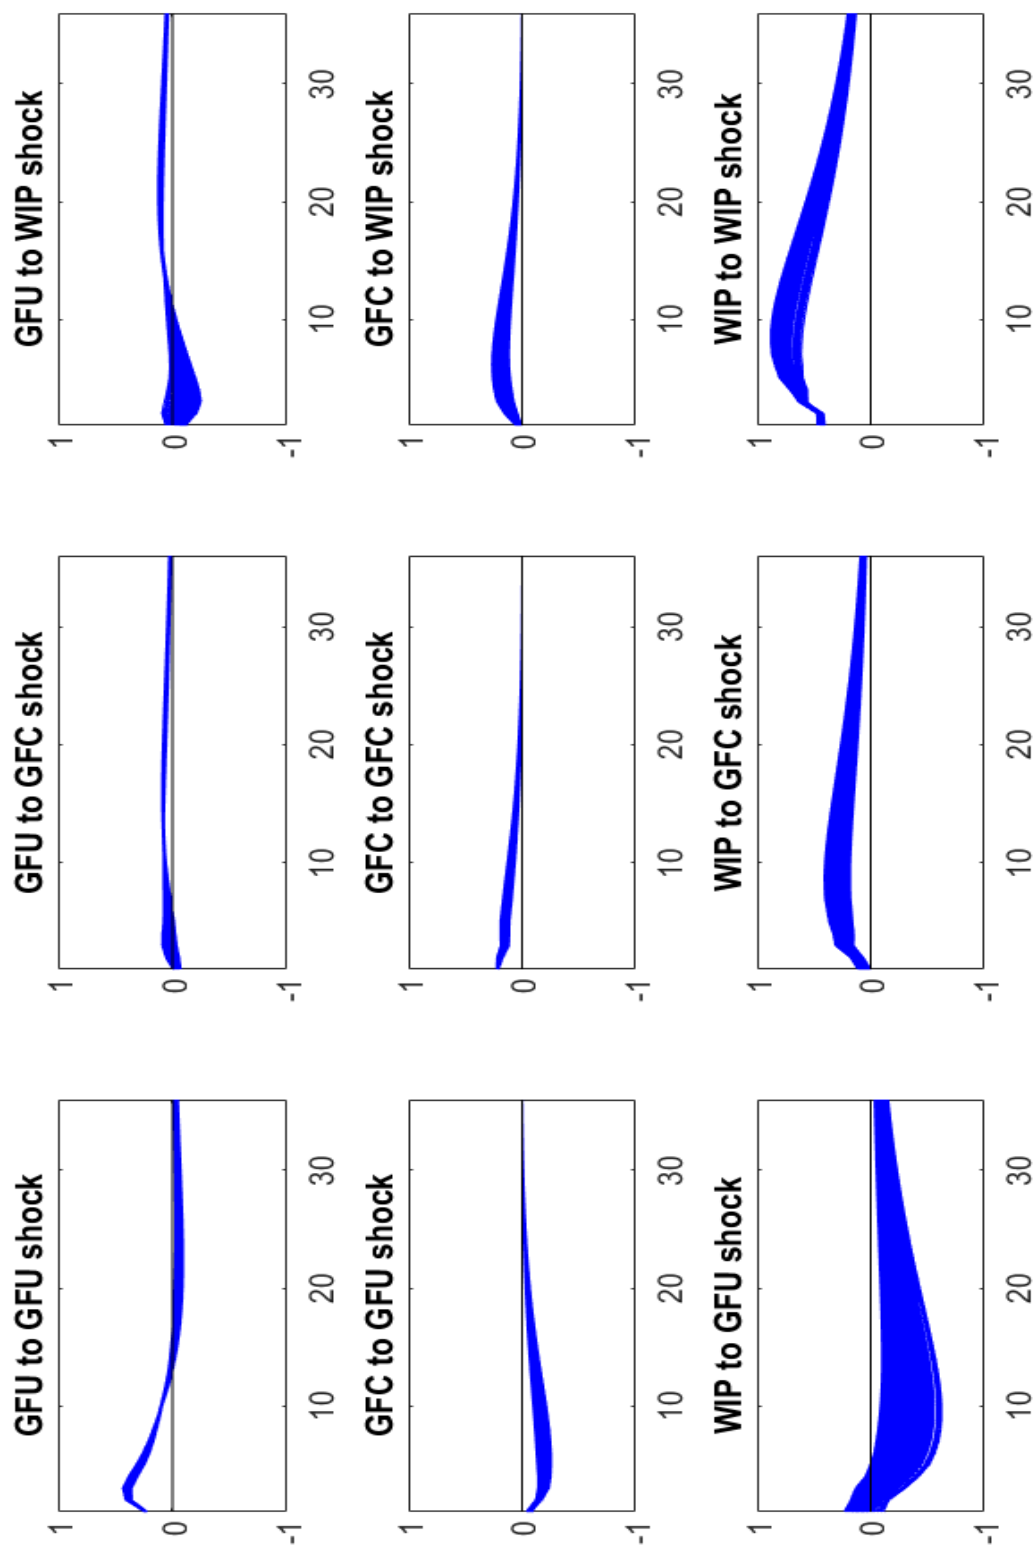 GFU to GFU shock
1
0
-1
10 20 30
GFU to GFC shock
1
0
-1
10 20 30
GFU to WIP shock
1
0
-1
10 20 30
GFC to GFU shock
1
0
-1
10 20 30
GFC to GFC shock
1
0
-1
10 20 30
GFC to WIP shock
1
0
-1
10 20 30
WIP to GFU shock
1
0
-1
10 20 30
WIP to GFC shock
1
0
-1
10 20 30
WIP to WIP shock
1
0
-1
10 20 30